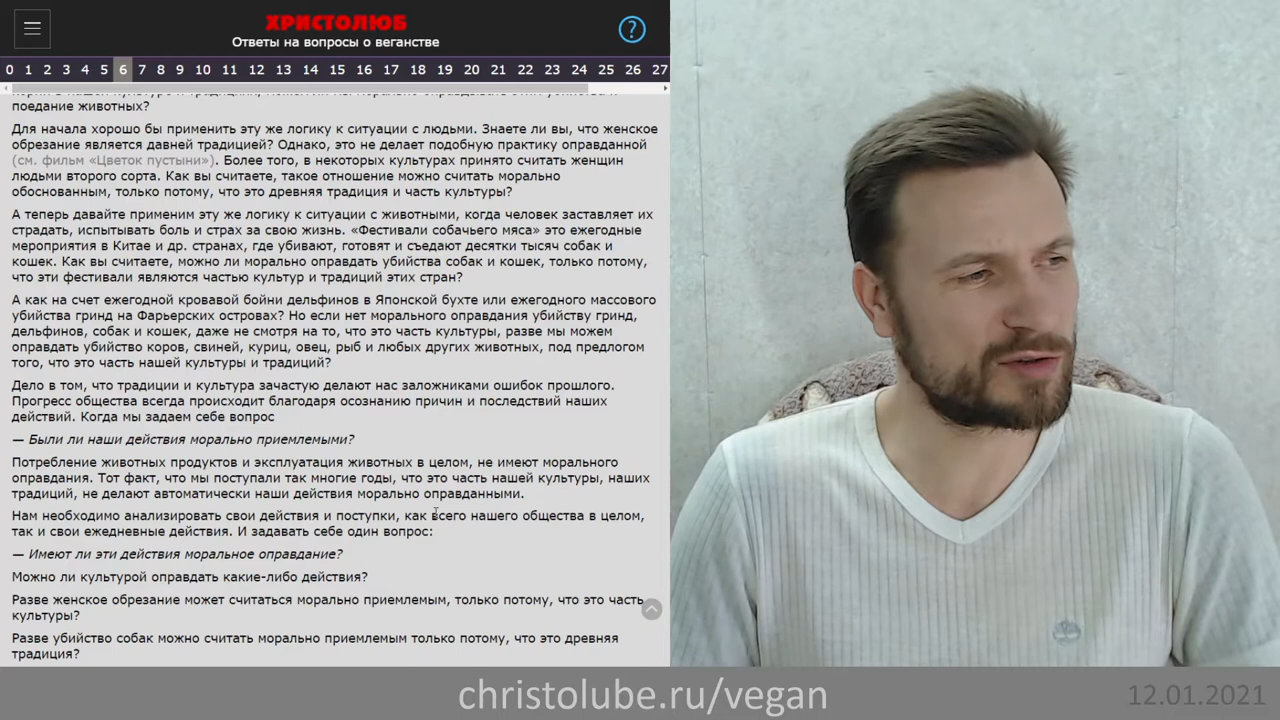 ХРИСТОЛЮБ
Ответы на вопросы о веганстве
0 1 2 3 4 5 6 7 8 9 10 11 12 13 14 15 16 17 18 19 20 21 22 23 24 25 26 27
поедание животных?
Для начала хорошо бы применить эту же логику к ситуации с людьми. Знаете ли вы, что женское
обрезание является давней традицией? Однако, это не делает подобную практику оправданной
(см. фильм «Цветок пустыни»). Более того, в некоторых культурах принято считать женщин
людьми второго сорта. Как вы считаете, такое отношение можно считать морально
обоснованным, только потому, что это древняя традиция и часть культуры?
А теперь давайте применим эту же логику к ситуации с животными, когда человек заставляет их
страдать, испытывать боль и страх за свою жизнь. «Фестивали собачьего мяса» это ежегодные
мероприятия в Китае и др. странах, где убивают, готовят и съедают десятки тысяч собак и
кошек. Как вы считаете, можно ли морально оправдать убийства собак и кошек, только потому,
что эти фестивали являются частью культур и традиций этих стран?
А как на счет ежегодной кровавой бойни дельфинов в Японской бухте или ежегодного массового
убийства гринд на Фарьерских островах? Но если нет морального оправдания убийству гринд,
дельфинов, собак и кошек, даже не смотря на то, что это часть культуры, разве мы можем
оправдать убийство коров, свиней, куриц, овец, рыб и любых других животных, под предлогом
того, что это часть нашей культуры и традиций?
Дело в том, что традиции и культура зачастую делают нас заложниками ошибок прошлого.
Прогресс общества всегда происходит благодаря осознанию причин и последствий наших
действий. Когда мы задаем себе вопрос
— Были ли наши действия морально приемлемыми?
Потребление животных продуктов и эксплуатация животных в целом, не имеют морального
оправдания. Тот факт, что мы поступали так многие годы, что это часть нашей культуры, наших
традиций, не делают автоматически наши действия морально оправданными.
Нам необходимо анализировать свои действия и поступки, как всего нашего общества в целом,
так и свои ежедневные действия. И задавать себе один вопрос:
— Имеют ли эти действия моральное оправдание?
Можно ли культурой оправдать какие-либо действия?
Разве женское обрезание может считаться морально приемлемым, только потому, что это часть
культуры?
Разве убийство собак можно считать морально приемлемым только потому, что это древняя
традиция?
christolube.ru/vegan
12.01.2021